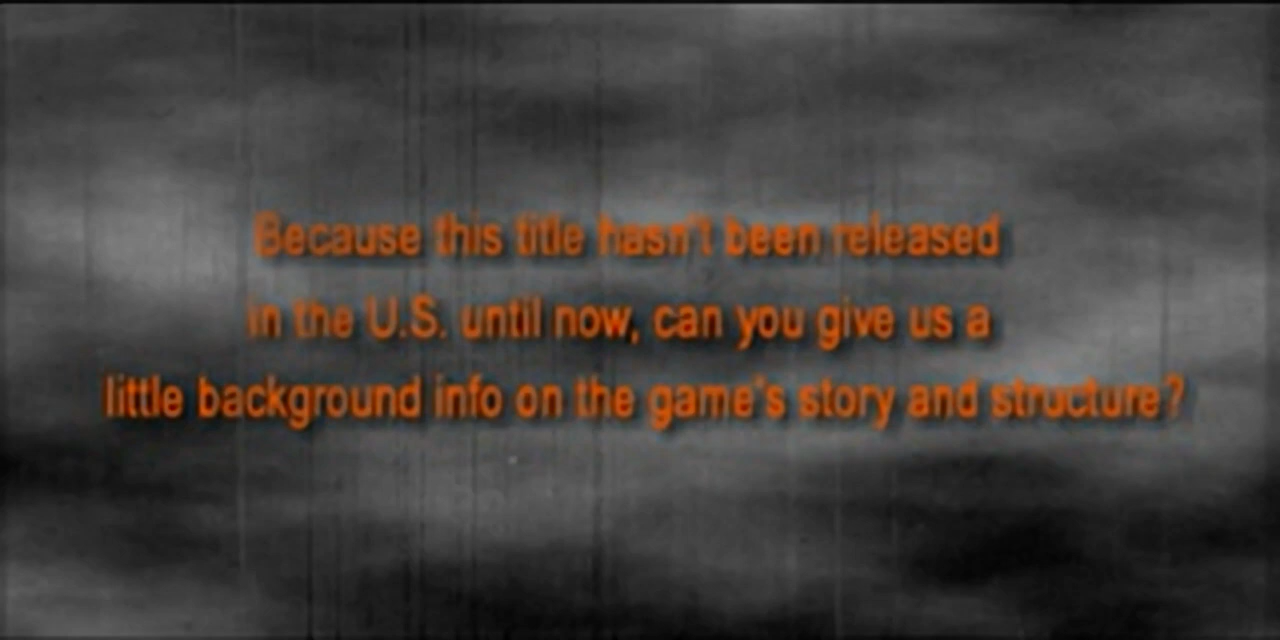 Because this title hasn't been released
in the U.S. until now, can you give us a
little background info on the game's story and structure?